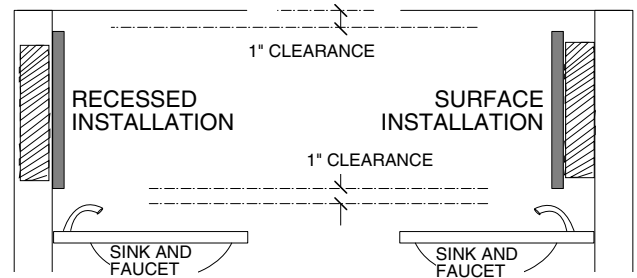 1" CLEARANCE
RECESSED
INSTALLATION
SURFACE
INSTALLATION
1" CLEARANCE
SINK AND
FAUCET
SINK AND
FAUCET